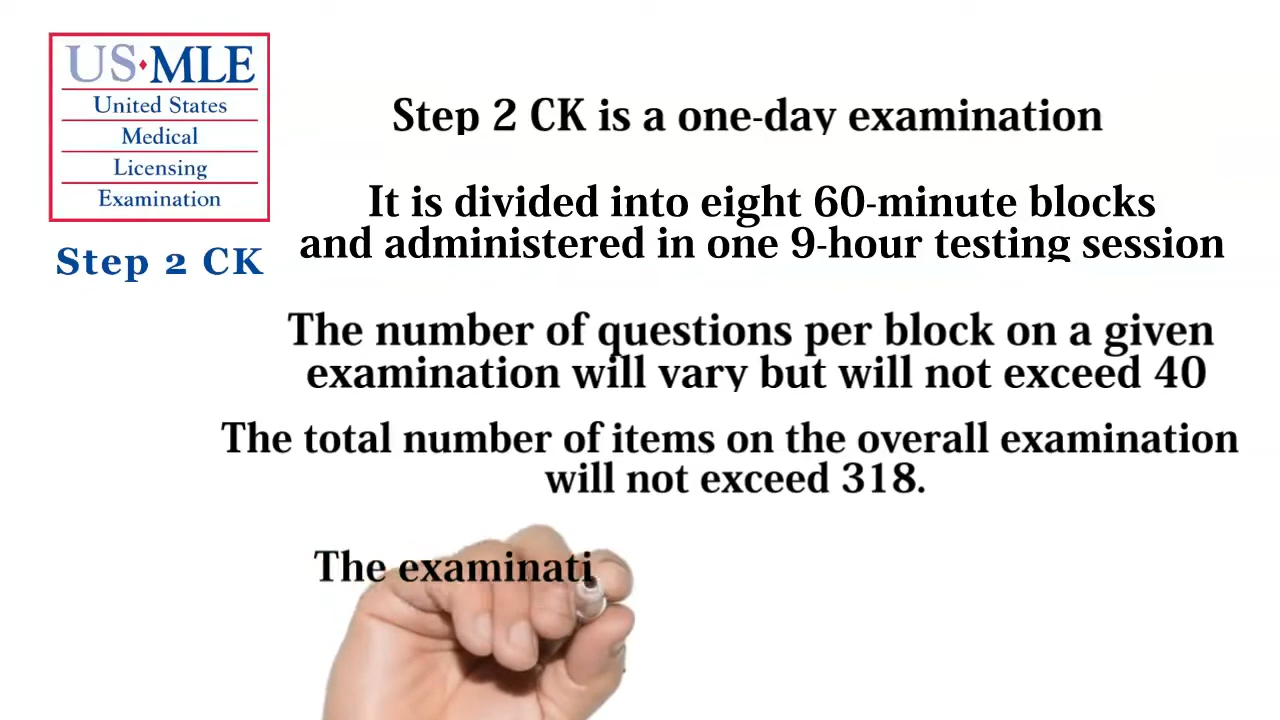 US♦MLE
United States
Medical
Licensing
Examination
Step 2 CK
Step 2 CK is a one-day examination
It is divided into eight 60-minute blocks
and administered in one 9-hour testing session
The number of questions per block on a given
examination will vary but will not exceed 40
The total number of items on the overall examination
will not exceed 318.
The examinati